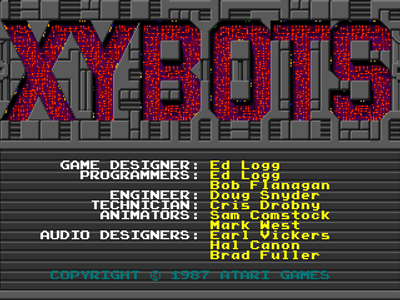 XYBOTS
GAME DESIGNER: Ed Logg
PROGRAMMERS: Ed Logg
Bob Flanagan
ENGINEER: Doug Snyder
TECHNICIAN: Cris Drobny
ANIMATORS: Sam Comstock
Mark West
AUDIO DESIGNERS: Earl Vickers
Hal Canon
Brad Fuller
COPYRIGHT © 1987 ATARI GAMES